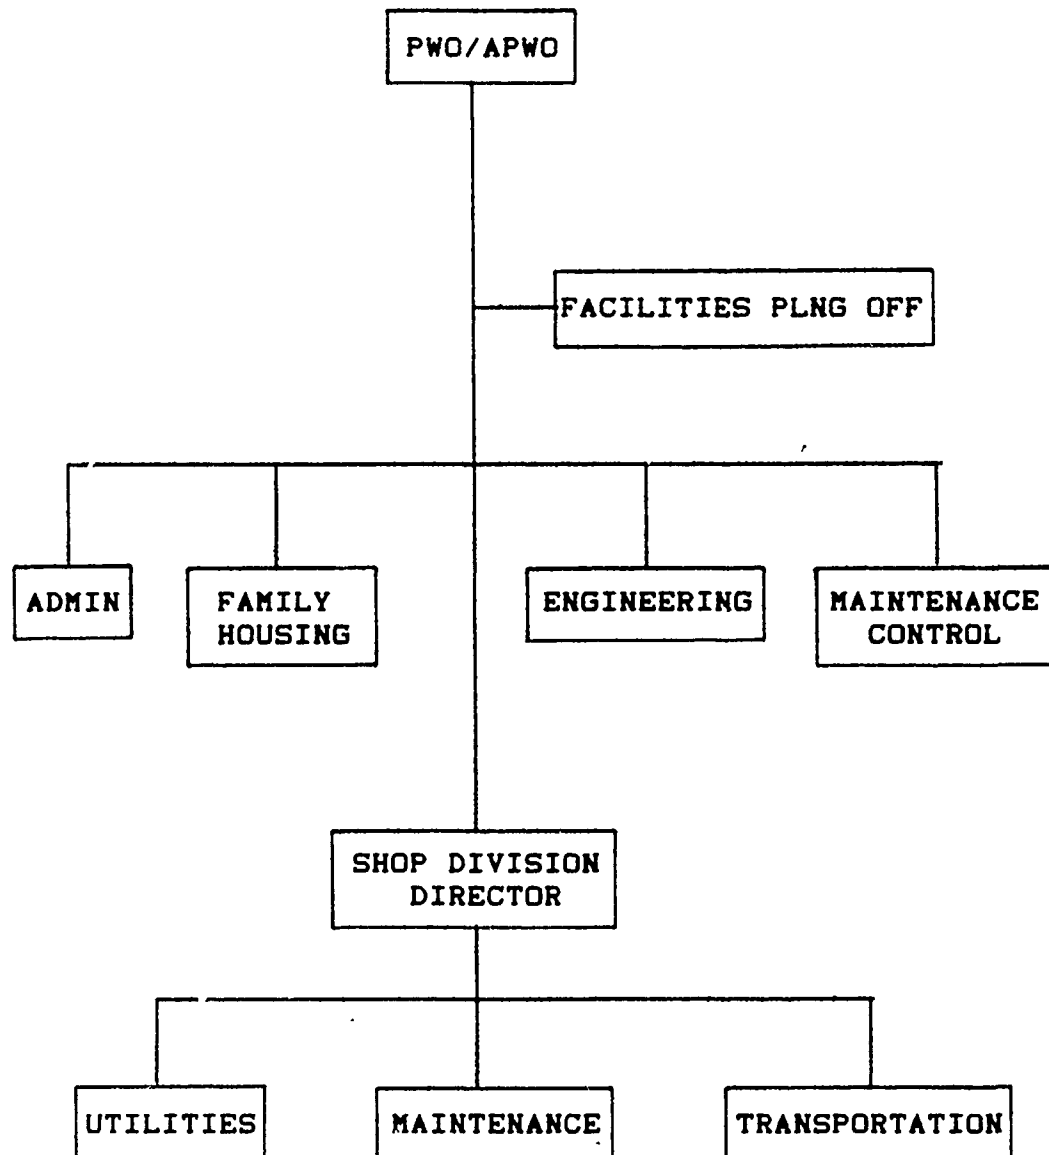 PWO/APWO
FACILITIES PLNG OFF
ADMIN
FAMILY
HOUSING
ENGINEERING
MAINTENANCE
CONTROL
SHOP DIVISION
DIRECTOR
UTILITIES
MAINTENANCE
TRANSPORTATION